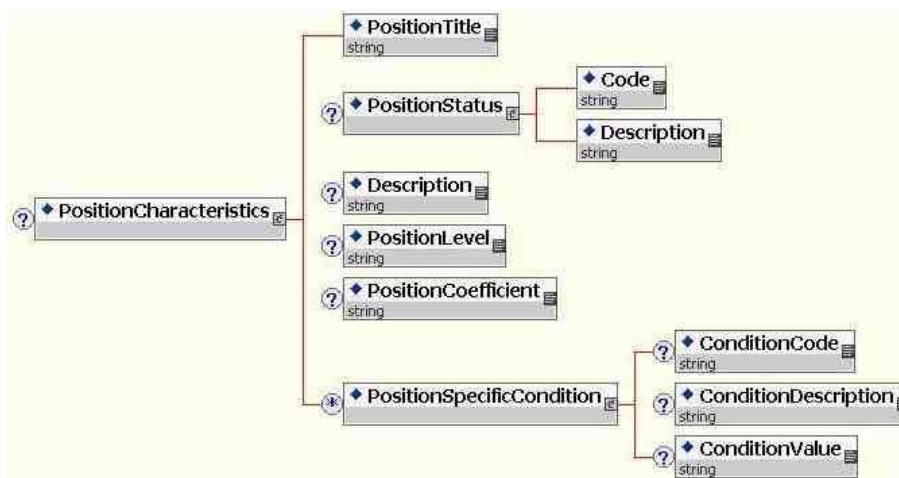 PositionTitle
string
? PositionStatus
Code
string
Description
string
? Description
string
? PositionCharacteristics
? PositionLevel
string
? PositionCoefficient
string
* PositionSpecificCondition
? ConditionCode
string
? ConditionDescription
string
? ConditionValue
string